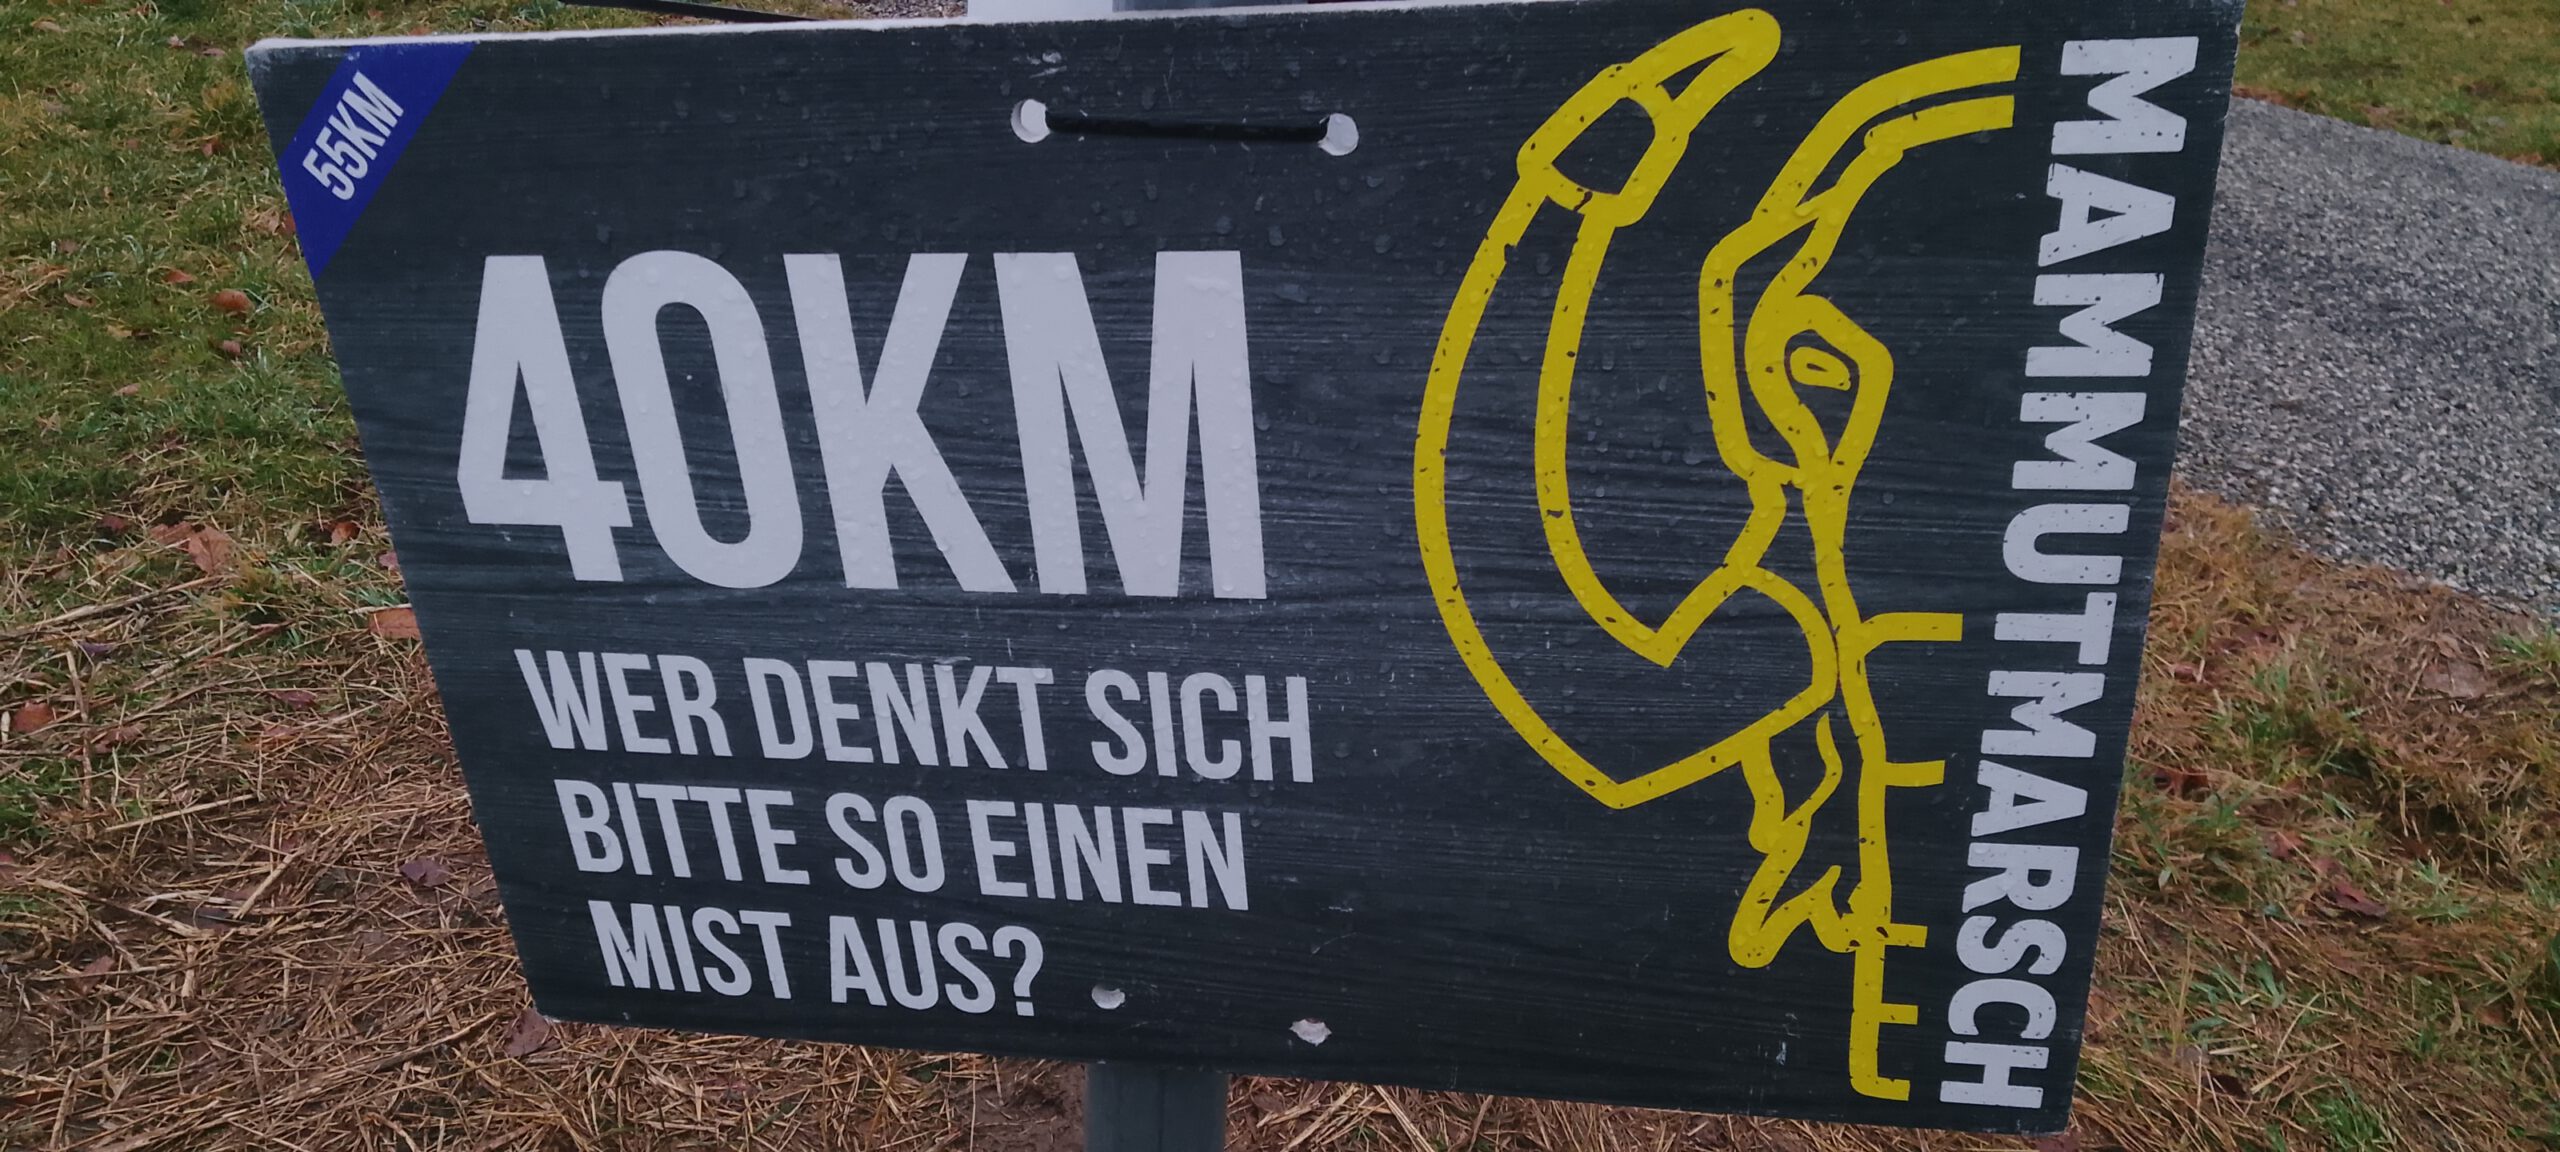 55KM
40KM
WER DENKT SICH
BITTE SO EINEN
MIST AUS?
MAMMUTMARSCH